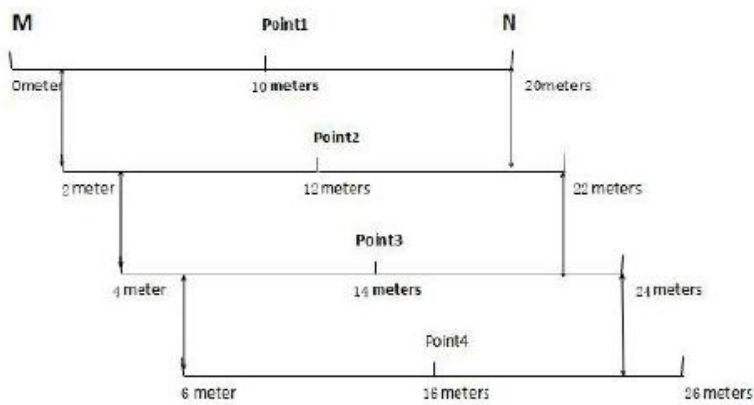 M Point1 N
0meter 10 meters 20meters
Point2
2 meter 12 meters 22 meters
Point3
4 meter 14 meters 24 meters
Point4
6 meter 16 meters 26 meters